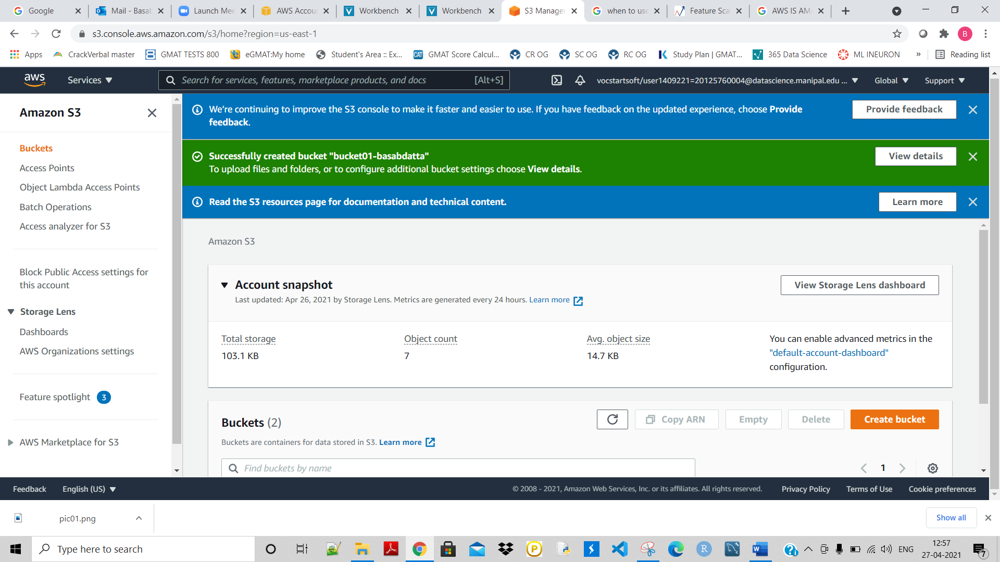 Google
Mail - Basab
Launch Mee
AWS Accou
Workbench
Workbench
S3 Manager
when to use
Feature Sca
AWS IS AMA
s3.console.aws.amazon.com/s3/home?region=us-east-1
B
Apps
CrackVerbal master
GMAT TESTS 800
eGMAT:My home
Student's Area :: Ex...
CAT
GMAT Score Calcul...
CR OG
SC OG
RC OG
Study Plan | GMAT...
365 Data Science
ML INEURON
»
Reading list
aws
Services
Search for services, features, marketplace products, and docs
[Alt+S]
vocstartsoft/user1409221=20125760004@datascience.manipal.edu ...
Global
Support
Amazon S3
Buckets
Access Points
Object Lambda Access Points
Batch Operations
Access analyzer for S3
Block Public Access settings for
this account
Storage Lens
Dashboards
AWS Organizations settings
Feature spotlight 3
AWS Marketplace for S3
We're continuing to improve the S3 console to make it faster and easier to use. If you have feedback on the updated experience, choose Provide
feedback.
Provide feedback
Successfully created bucket "bucket01-basabdatta"
To upload files and folders, or to configure additional bucket settings choose View details.
View details
Read the S3 resources page for documentation and technical content.
Learn more
Amazon S3
Account snapshot
Last updated: Apr 26, 2021 by Storage Lens. Metrics are generated every 24 hours. Learn more
View Storage Lens dashboard
Total storage
103.1 KB
Object count
7
Avg. object size
14.7 KB
You can enable advanced metrics in the
"default-account-dashboard"
configuration.
Buckets (2)
Copy ARN
Empty
Delete
Create bucket
Buckets are containers for data stored in S3. Learn more
Find buckets by name
1
Feedback
English (US)
© 2008 - 2021, Amazon Web Services, Inc. or its affiliates. All rights reserved.
Privacy Policy
Terms of Use
Cookie preferences
pic01.png
Show all
Type here to search
ENG
12:57
27-04-2021
7